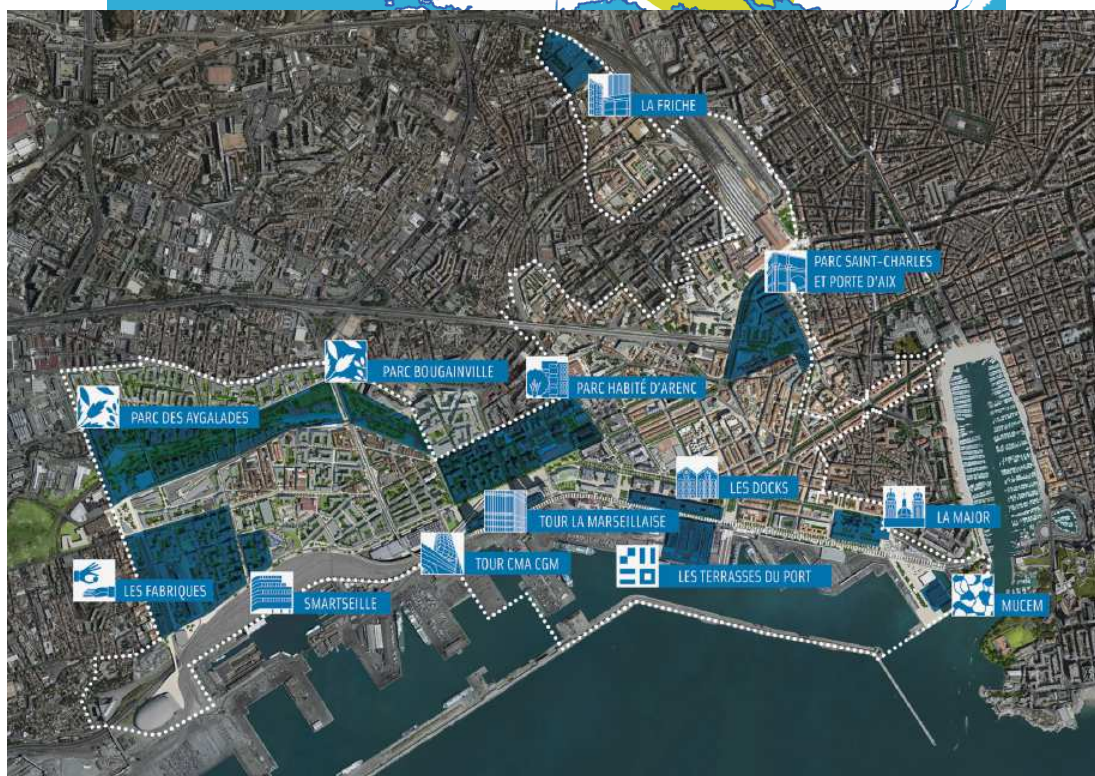 LA FRICHE
PARC SAINT-CHARLES
ET PORTE D'AIX
PARC BOUGAINVILLE
PARC HABITÉ D'ARENC
PARC DES AYGALADES
LES DOCKS
LA MAJOR
TOUR LA MARSEILLAISE
TOUR CMA CGM
LES TERRASSES DU PORT
LES FABRIQUES
SMARTSEILLE
MUCEM